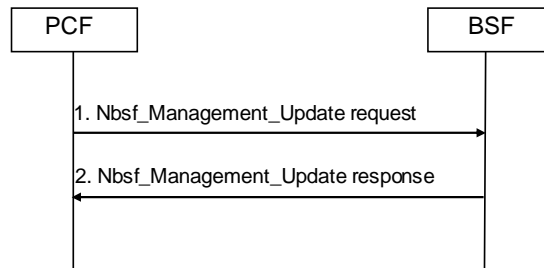 PCF
BSF
1. Nbsf_Management_Update request
2. Nbsf_Management_Update response